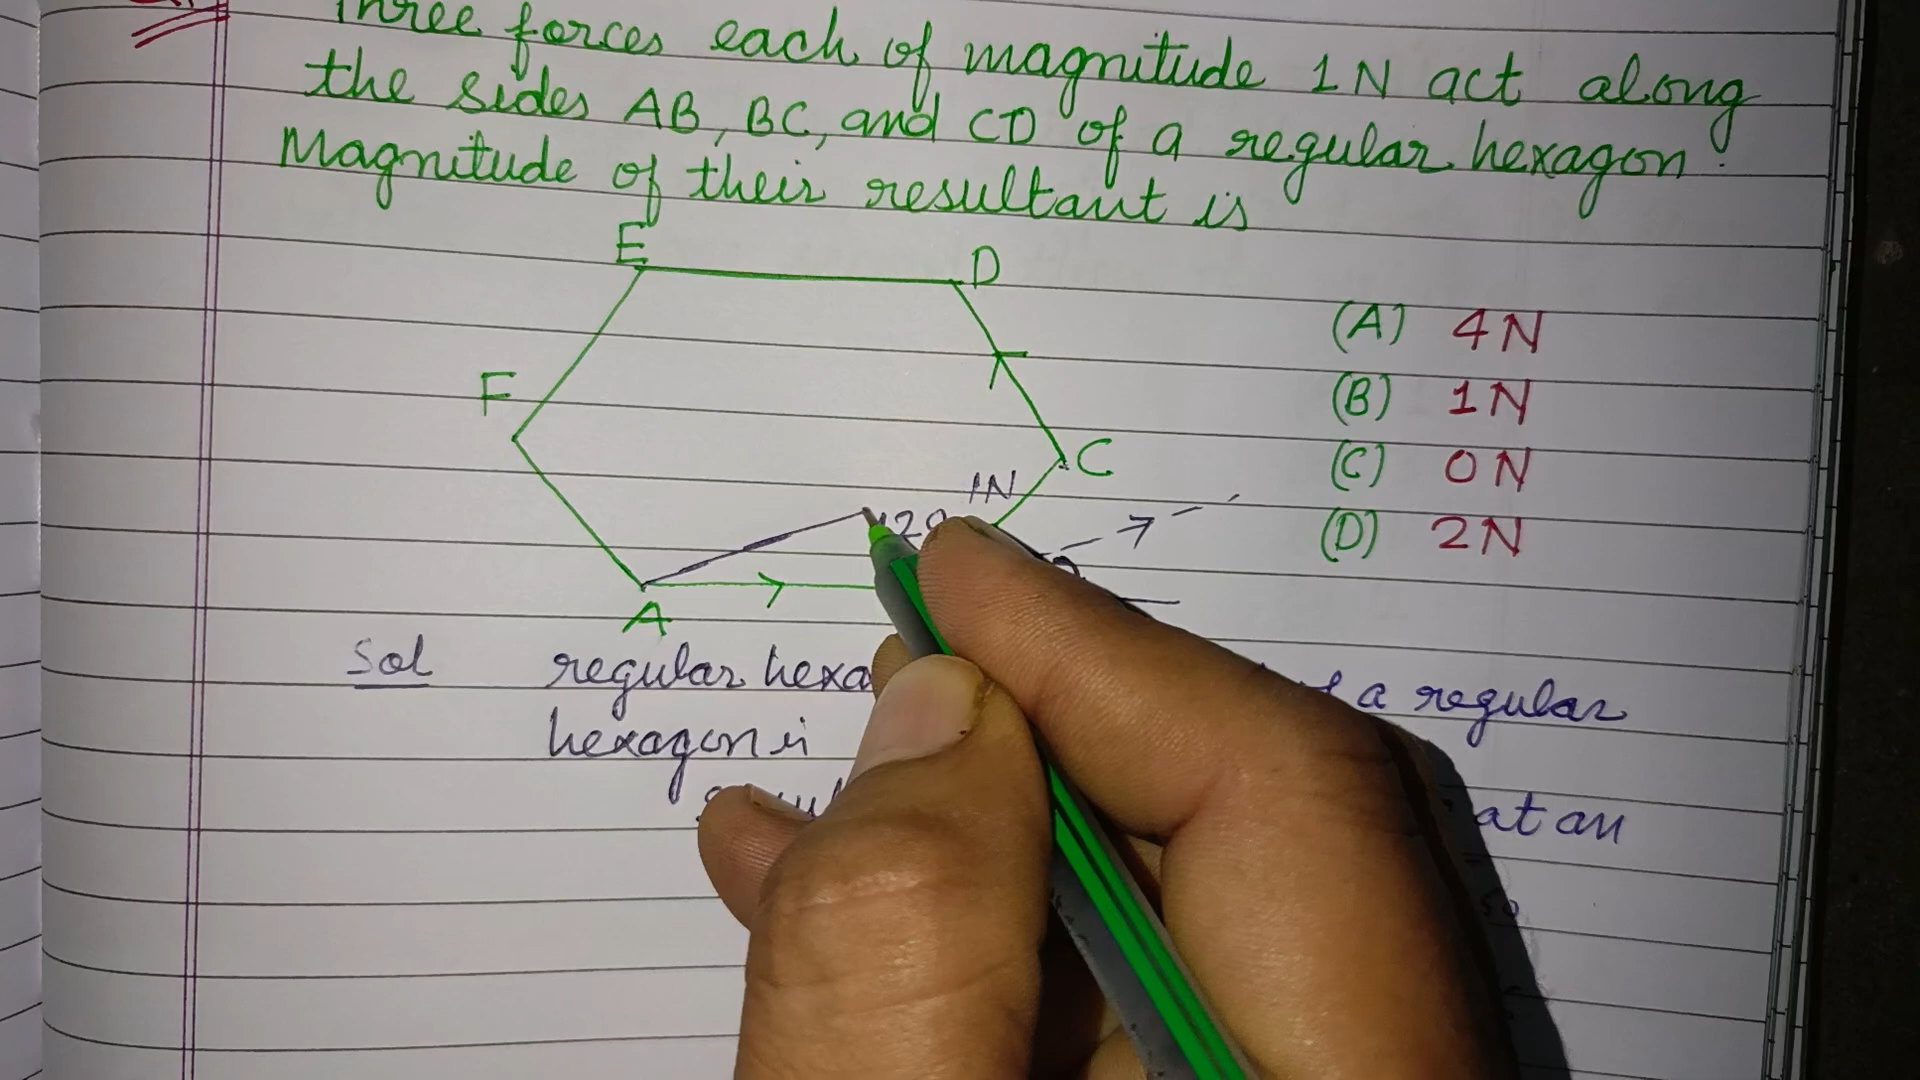 Three forces each of magnitude 1N act along
the sides AB, BC, and CD of a regular hexagon.
Magnitude of their resultant is
E
D
(A) 4N
F
(B) 1N
C
(C) 0N
1N
(D) 2N
A
Sol regular a regular
hexagon is
at an